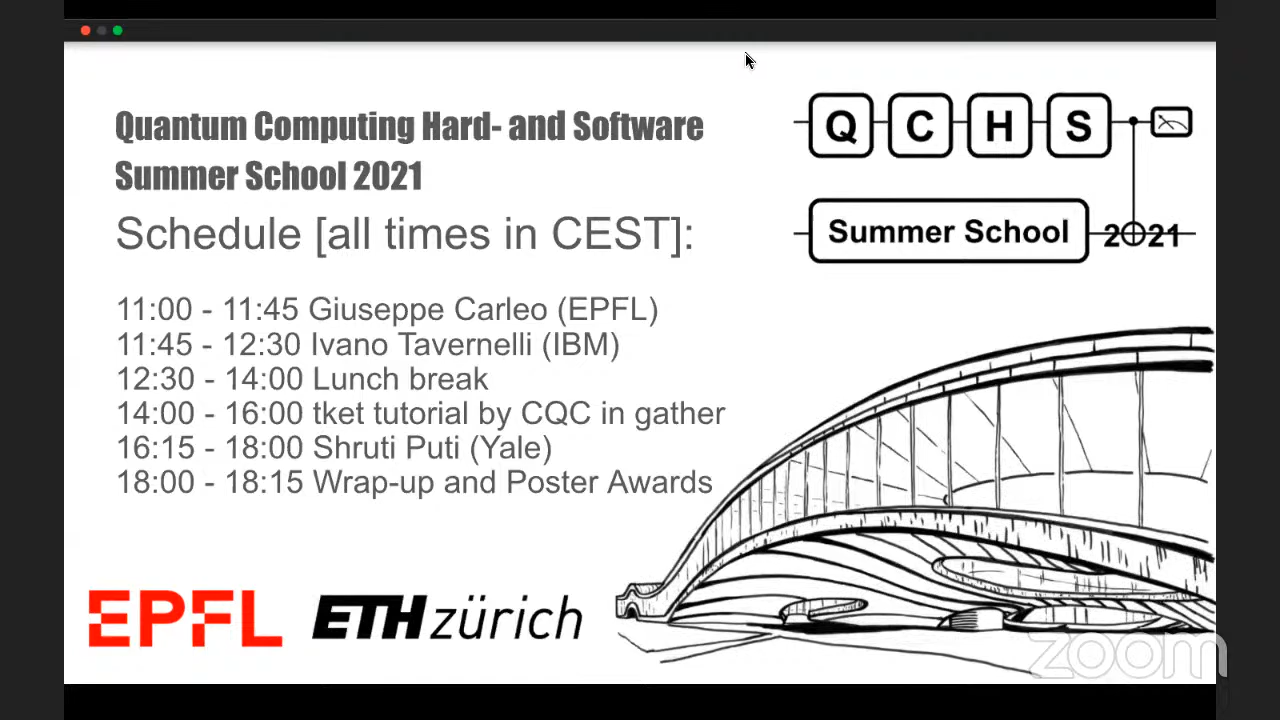 Quantum Computing Hard- and Software
Summer School 2021
Schedule [all times in CEST]:
11:00 - 11:45 Giuseppe Carleo (EPFL)
11:45 - 12:30 Ivano Tavernelli (IBM)
12:30 - 14:00 Lunch break
14:00 - 16:00 tket tutorial by CQC in gather
16:15 - 18:00 Shruti Puti (Yale)
18:00 - 18:15 Wrap-up and Poster Awards
Q C H S
Summer School 2021
EPFL ETH zürich
zoom